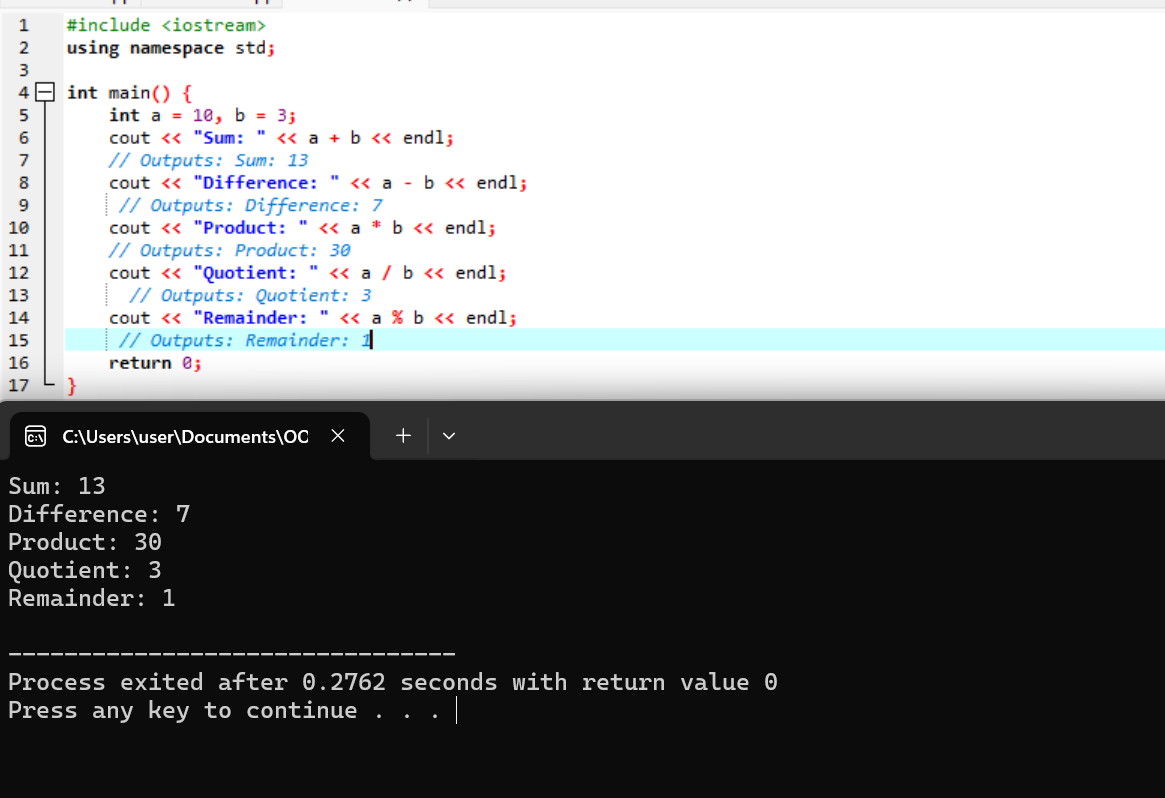 1 #include <iostream>
2 using namespace std;
3
4 int main() {
5 int a = 10, b = 3;
6 cout << "Sum: " << a + b << endl;
7 // Outputs: Sum: 13
8 cout << "Difference: " << a - b << endl;
9 // Outputs: Difference: 7
10 cout << "Product: " << a * b << endl;
11 // Outputs: Product: 30
12 cout << "Quotient: " << a / b << endl;
13 // Outputs: Quotient: 3
14 cout << "Remainder: " << a % b << endl;
15 // Outputs: Remainder: 1
16 return 0;
17 }
C:\Users\user\Documents\OC
Sum: 13
Difference: 7
Product: 30
Quotient: 3
Remainder: 1
--------------------------------
Process exited after 0.2762 seconds with return value 0
Press any key to continue . . .